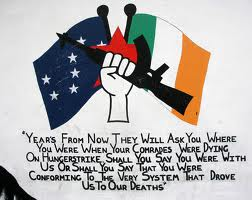 "YEAR'S FROM NOW THEY WILL ASK YOU WHERE
YOU WERE WHEN YOUR COMRADES WERE DYING
ON HUNGERSTRIKE SHALL YOU SAY YOU WERE WITH
US OR SHALL YOU SAY THAT YOU WERE
CONFORMING TO THE VERY SYSTEM THAT DROVE
US TO OUR DEATHS"